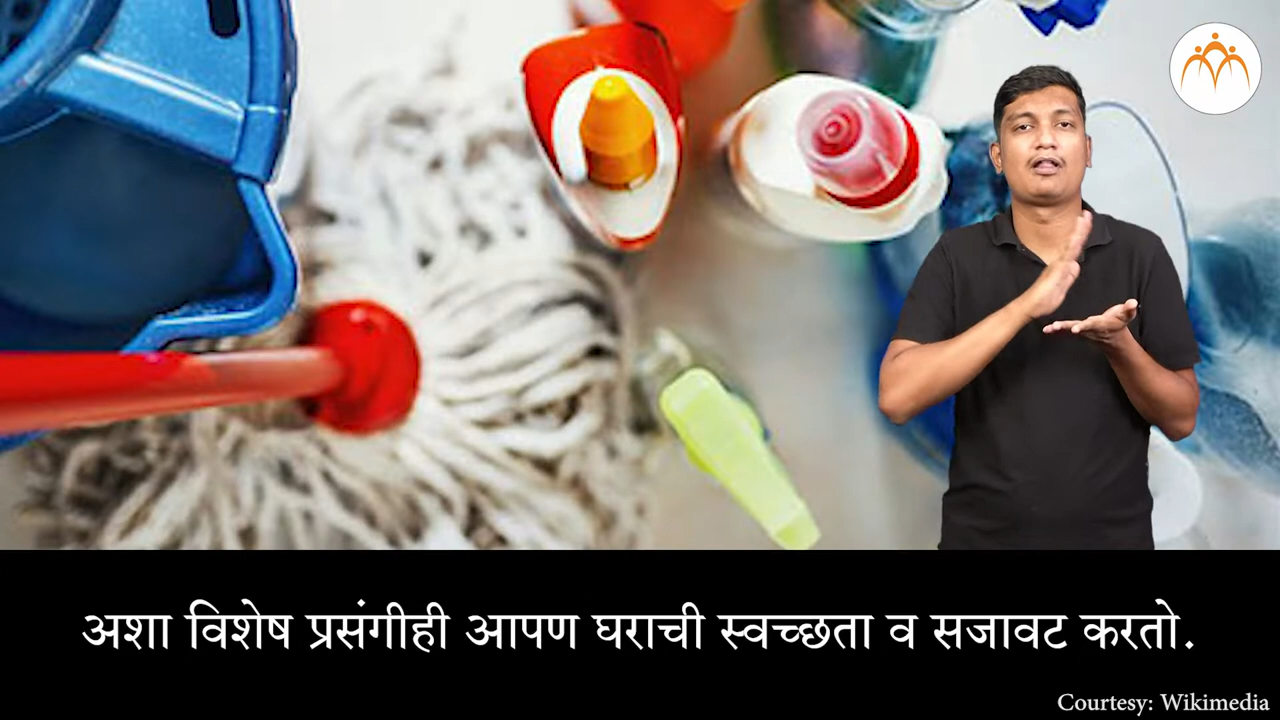 अशा विशेष प्रसंगीही आपण घराची स्वच्छता व सजावट करतो.
Courtesy: Wikimedia